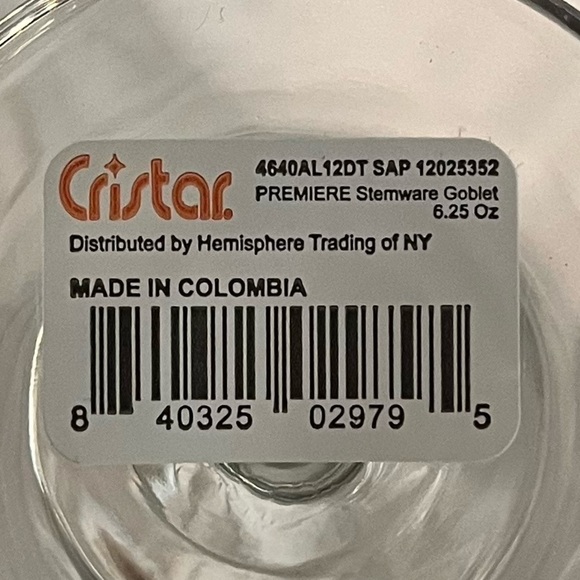 Cristar.
4640AL12DT SAP 12025352
PREMIERE Stemware Goblet
6.25 Oz
Distributed by Hemisphere Trading of NY
MADE IN COLOMBIA
8 40325 02979 5